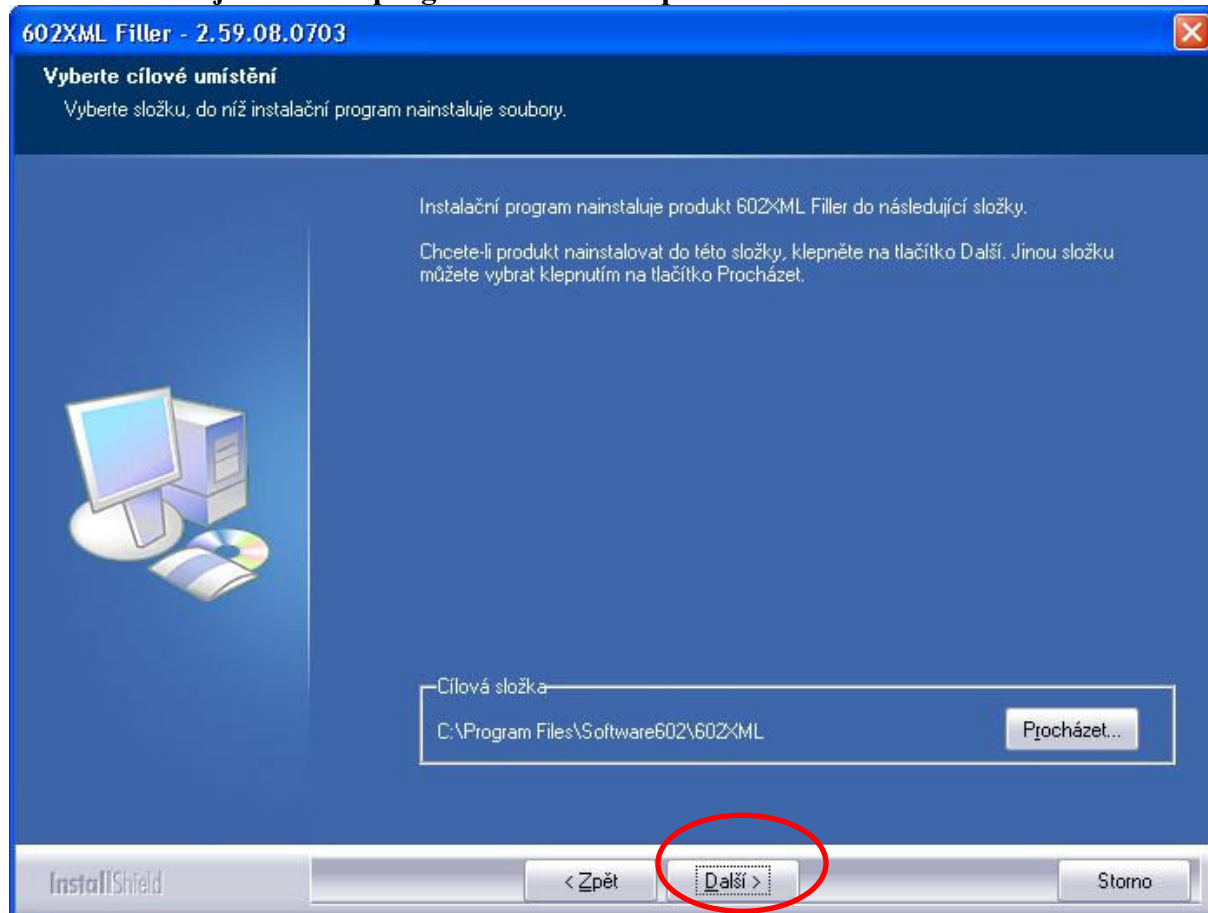 602XML Filler - 2.59.08.0703
Vyberte cílové umístění
Vyberte složku, do níž instalační program nainstaluje soubory.
Instalační program nainstaluje produkt 602XML Filler do následující složky.
Chcete-li produkt nainstalovat do této složky, klepněte na tlačítko Další. Jinou složku
můžete vybrat klepnutím na tlačítko Procházet.
Cílová složka
C:\Program Files\Software602\602XML
Procházet...
InstallShield
< Zpět
Další >
Storno